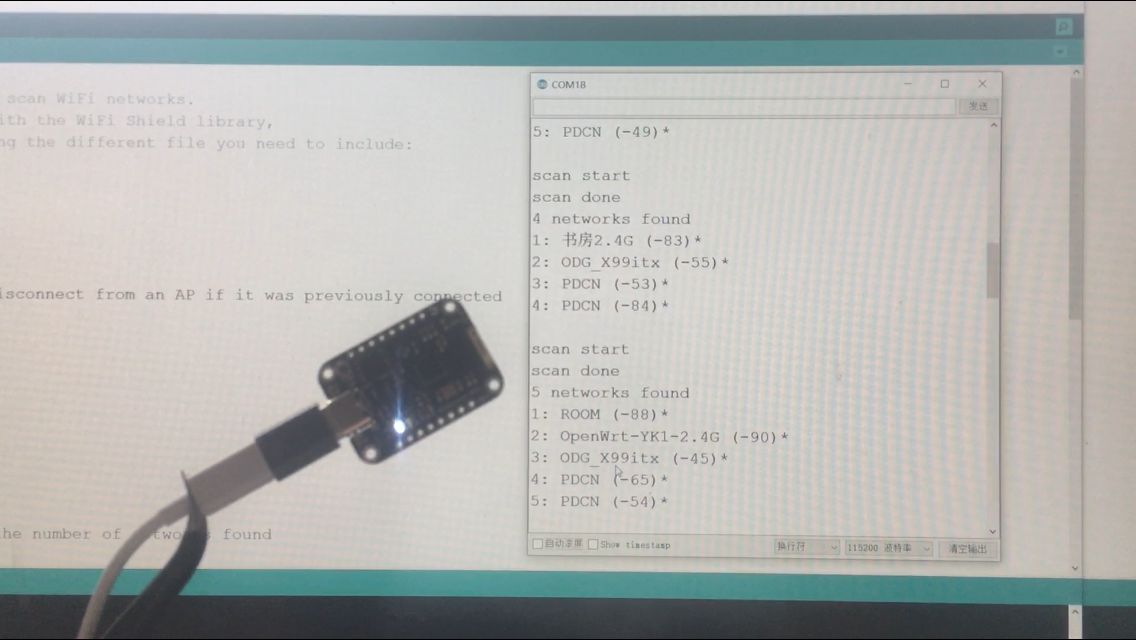 scan WiFi networks.
ith the WiFi Shield library,
ng the different file you need to include:
isconnect from an AP if it was previously connected
he number of networks found
COM18
发送
5: PDCN (-49)*
scan start
scan done
4 networks found
1: 书房2.4G (-83)*
2: ODG_X99itx (-55)*
3: PDCN (-53)*
4: PDCN (-84)*
scan start
scan done
5 networks found
1: ROOM (-88)*
2: OpenWrt-YK1-2.4G (-90)*
3: ODG_X99itx (-45)*
4: PDCN (-65)*
5: PDCN (-54)*
自动滚屏 Show timestamp 换行符 115200 波特率 清空输出